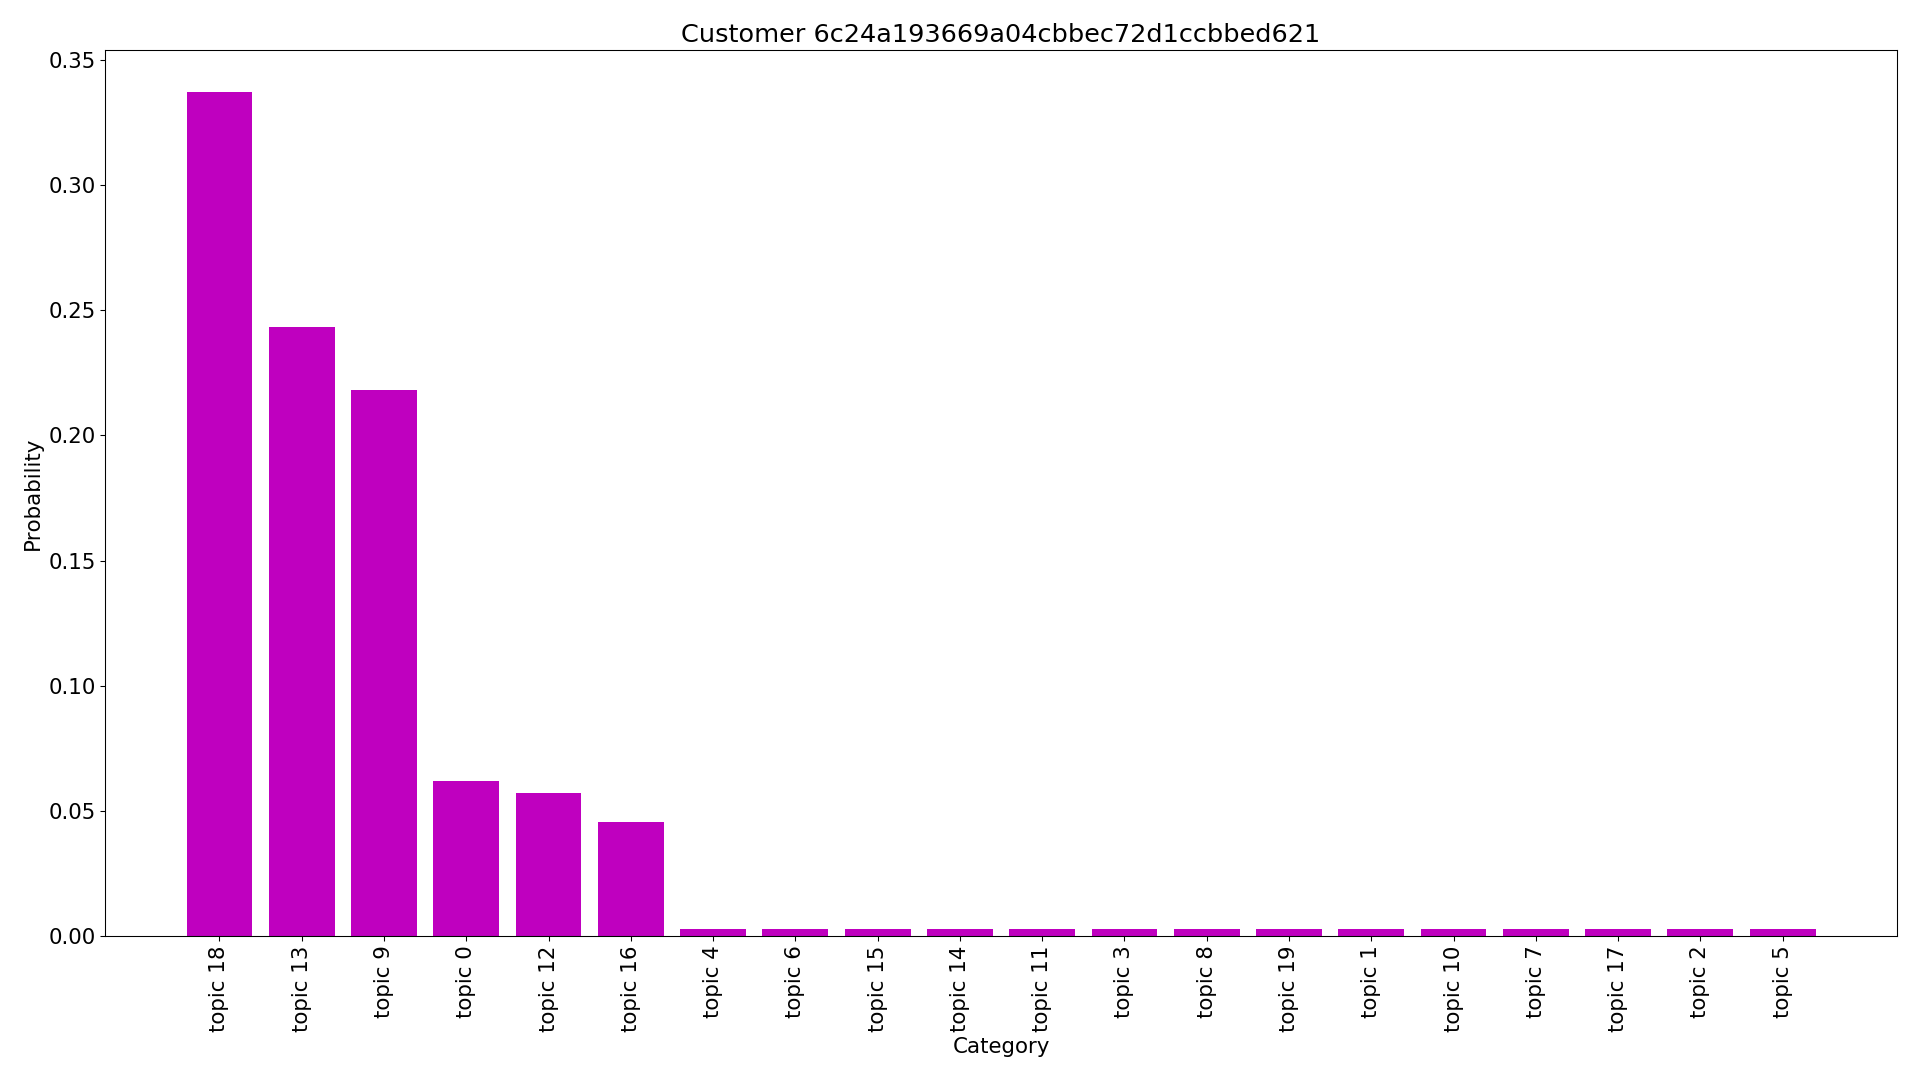 Customer 6c24a193669a04cbbec72d1ccbbed621
0.35
0.30
0.25
0.20
0.15
0.10
0.05
0.00
Probability
topic 18
topic 13
topic 9
topic 0
topic 12
topic 16
topic 4
topic 6
topic 15
topic 14
topic 11
topic 3
topic 8
topic 19
topic 1
topic 10
topic 7
topic 17
topic 2
topic 5
Category